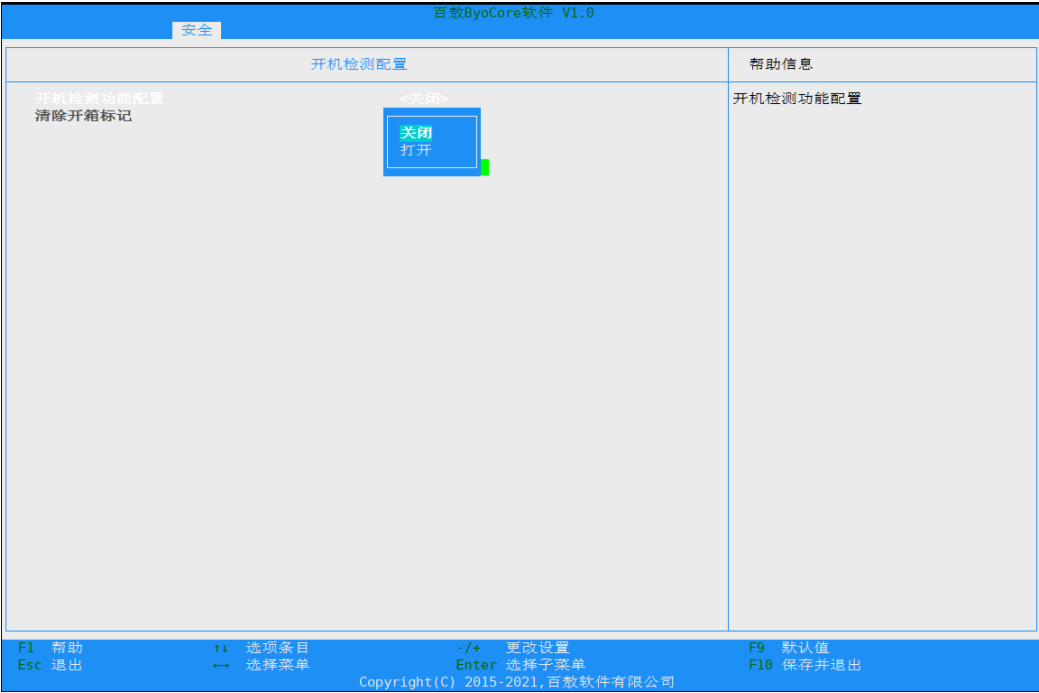 百敖ByoCore软件 V1.0
安全
开机检测配置
帮助信息
开机检测功能配置 <关闭>
开机检测功能配置
清除开箱标记
关闭
打开
F1 帮助 ↑↓ 选项条目 -/+ 更改设置 F9 默认值
Esc 退出 ←→ 选择菜单 Enter 选择子菜单 F10 保存并退出
Copyright(C) 2015-2021,百敖软件有限公司